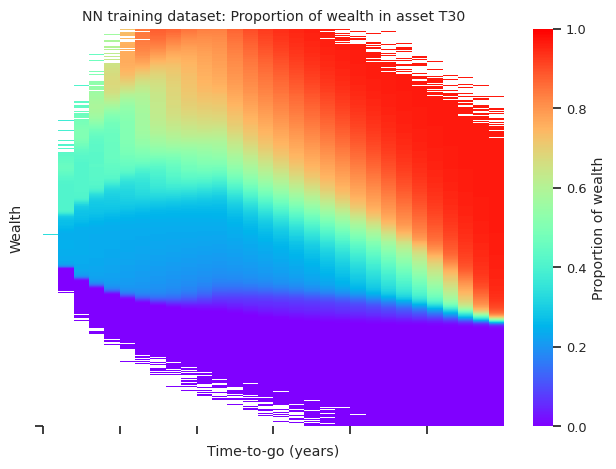 NN training dataset: Proportion of wealth in asset T30
Wealth
Time-to-go (years)
1.0
0.8
0.6
0.4
0.2
0.0
Proportion of wealth